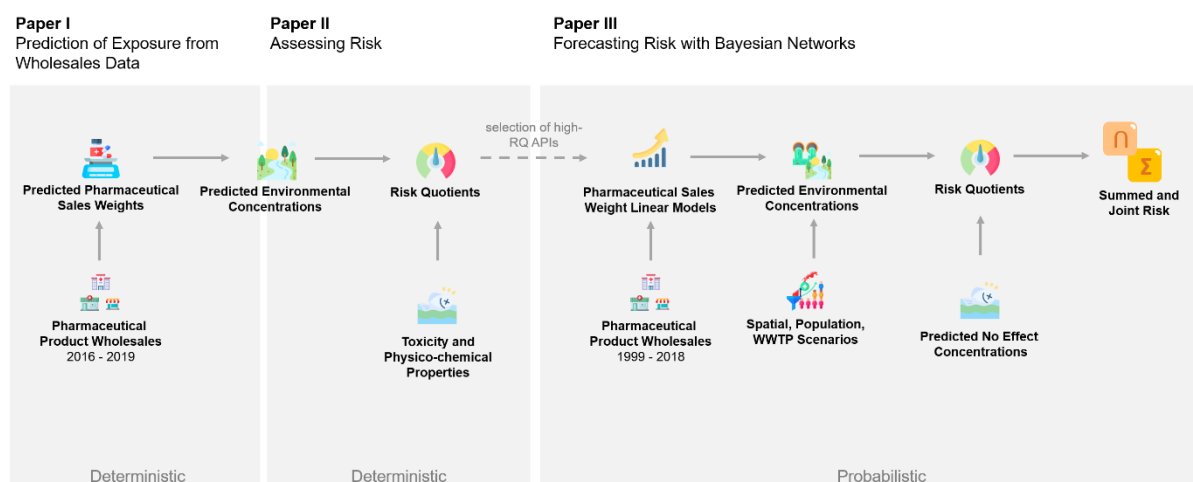 Paper I
Prediction of Exposure from
Wholesales Data
Paper II
Assessing Risk
Paper III
Forecasting Risk with Bayesian Networks
Predicted Pharmaceutical
Sales Weights
Pharmaceutical
Product Wholesales
2016 - 2019
Deterministic
Predicted Environmental
Concentrations
Risk Quotients
Toxicity and
Physico-chemical
Properties
Deterministic
selection of high-
RQ APIs
Pharmaceutical Sales
Weight Linear Models
Pharmaceutical
Product Wholesales
1999 - 2018
Predicted Environmental
Concentrations
Spatial, Population,
WWTP Scenarios
Risk Quotients
Predicted No Effect
Concentrations
∩
Σ
Summed and
Joint Risk
Probabilistic